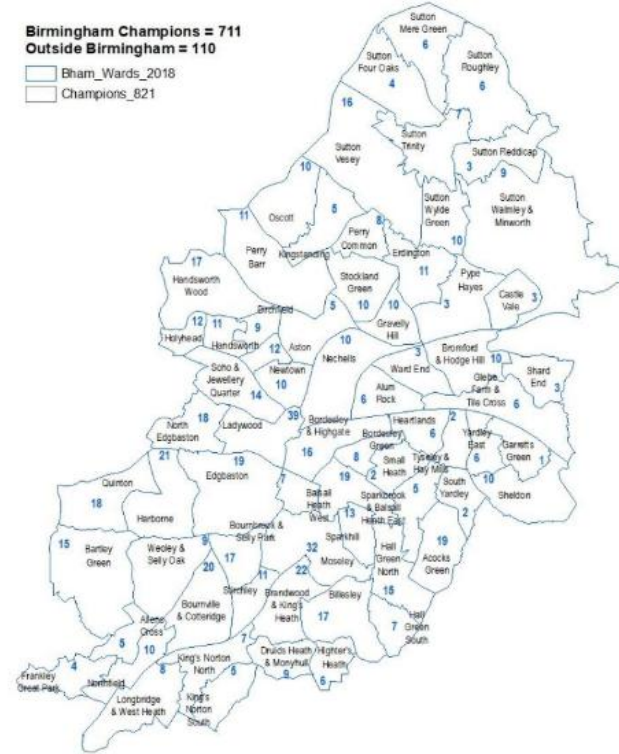 Birmingham Champions = 711
Outside Birmingham = 110
Bham_Wards_2018
Champions_821
Sutton
Mere Green
6
Sutton
Four Oaks
4
Sutton
Roughley
6
16
7
Sutton
Vesey
Sutton
Trinity
Sutton Reddicap
3
9
10
Sutton
Wylde
Green
10
Sutton
Walmley &
Minworth
5
Oscott
11
8
Perry
Common
Perry
Barr
Kingstanding
Erdington
11
17
Handsworth
Wood
Stockland
Green
10
10
5
Pype
Hayes
3
Castle
Vale
3
Birchfield
9
12
11
Holyhead
Handsworth
Gravelly
Hill
12
Aston
10
Nechells
3
Ward End
Bromford
& Hodge Hill
10
Shard
End
3
Soho &
Jewellery
Quarter
14
Newtown
10
Alum
Rock
6
Glebe
Farm &
Tile Cross
6
18
North
Edgbaston
39
Ladywood
Bordesley
& Highgate
16
Bordesley
Green
8
Heartlands
6
2
Yardley
East
6
Garretts
Green
1
21
19
Edgbaston
7
19
2
Small
Heath
Tyseley &
Hay Mills
5
South
Yardley
10
Sheldon
2
Quinton
18
Harborne
Balsall
Heath
West
13
Sparkbrook
& Balsall
Heath East
15
Bartley
Green
Weoley &
Selly Oak
9
20
Bournbrook &
Selly Park
17
32
Moseley
22
Sparkhill
Hall
Green
North
15
19
Acocks
Green
11
Stirchley
Brandwood
& King's
Heath
Billesley
17
7
Hall
Green
South
Bournville
& Cotteridge
Allens
Cross
10
5
4
Frankley
Great Park
Northfield
8
7
King's Norton
North
5
Druids Heath
& Monyhull
9
Highter's
Heath
6
Longbridge
& West Heath
King's
Norton
South